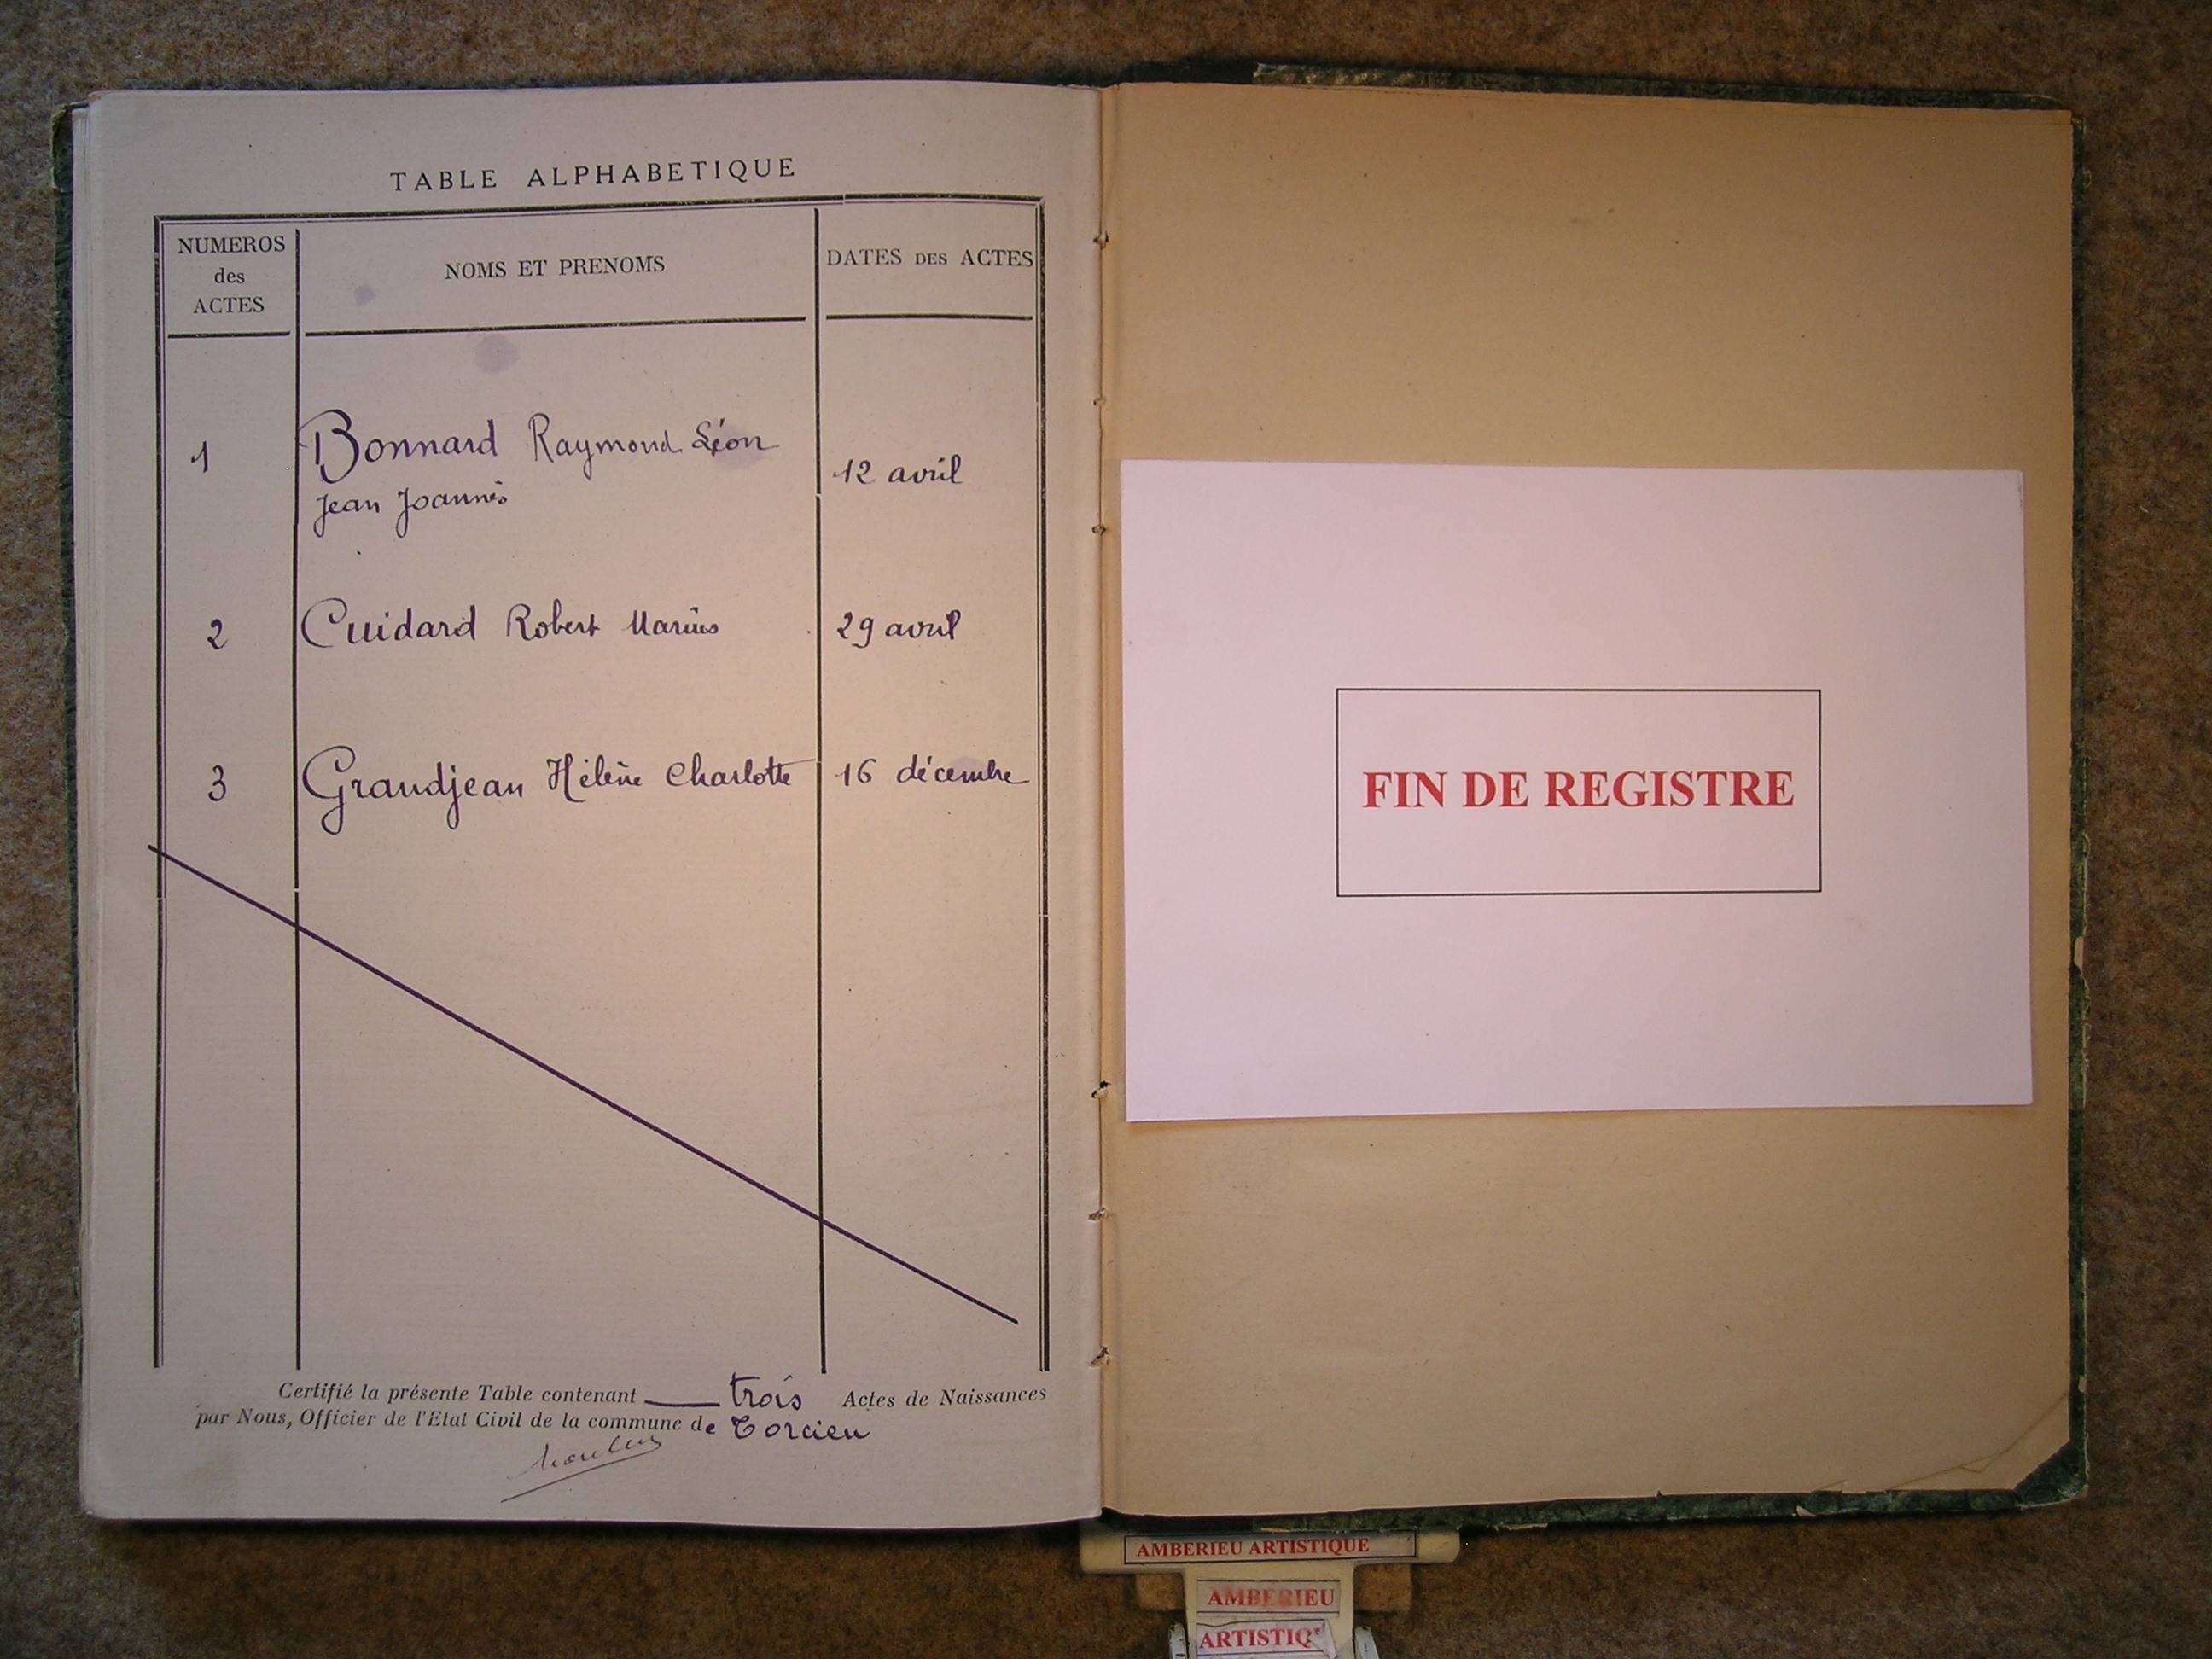 TABLE ALPHABETIQUE
NUMEROS
des
ACTES
NOMS ET PRENOMS
DATES DES ACTES
1 Bonnard Raymond Léon
Jean Joannès
12 avril
2 Cuidard Robert Marius 29 avril
3 Grandjean Hélène Charlotte 16 décembre
Certifié la présente Table contenant trois Actes de Naissances
par Nous, Officier de l'Etat Civil de la commune de Torcieu
FIN DE REGISTRE
AMBERIEU ARTISTIQUE
AMBERIEU
ARTISTIQ